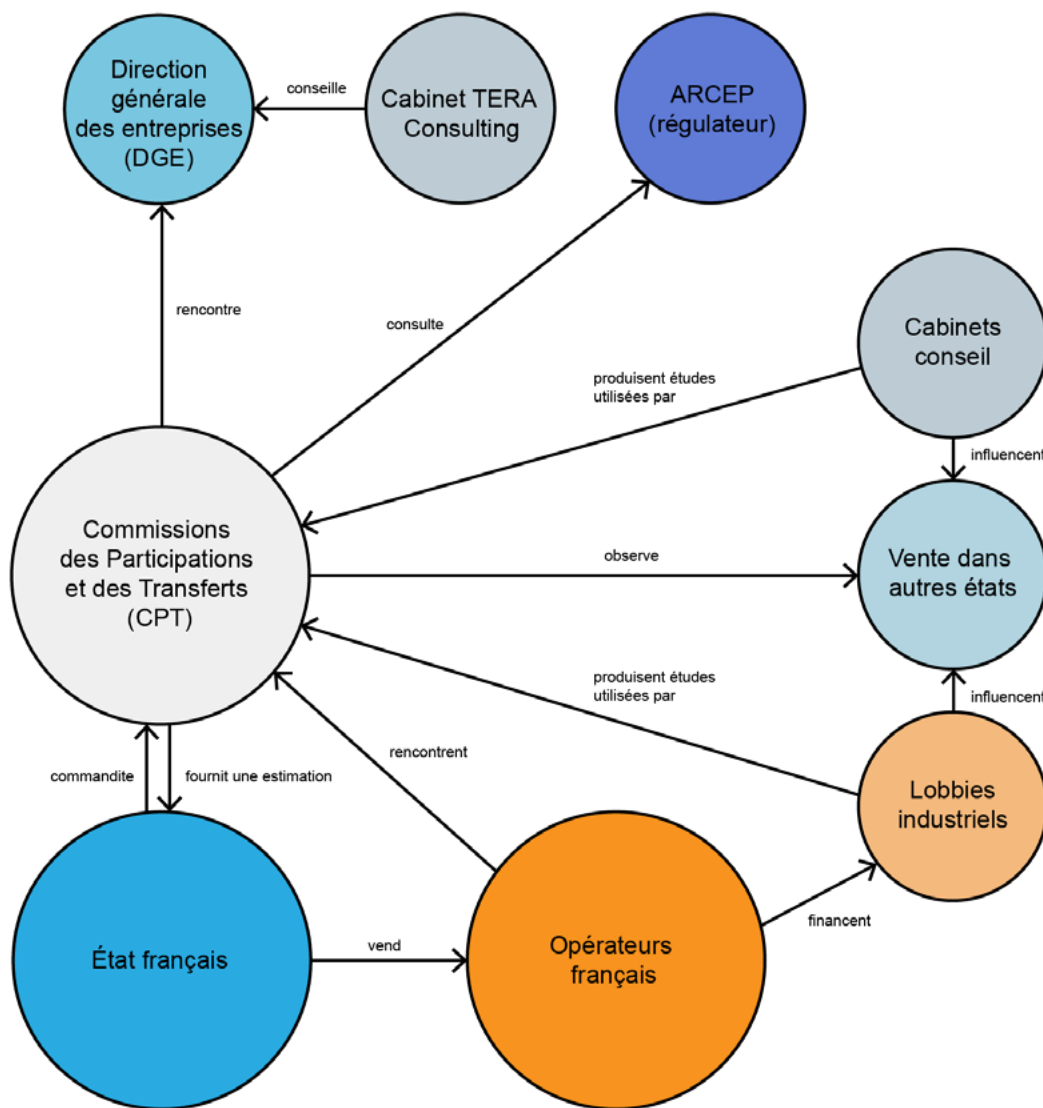 Direction
générale
des entreprises
(DGE)
conseille
Cabinet TERA
Consulting
ARCEP
(régulateur)
rencontre
consulte
Cabinets
conseil
produisent études
utilisées par
influencent
Commissions
des Participations
et des Transferts
(CPT)
observe
Vente dans
autres états
produisent études
utilisées par
influencent
rencontrent
commandite
fournit une estimation
Lobbies
industriels
financent
État français
vend
Opérateurs
français